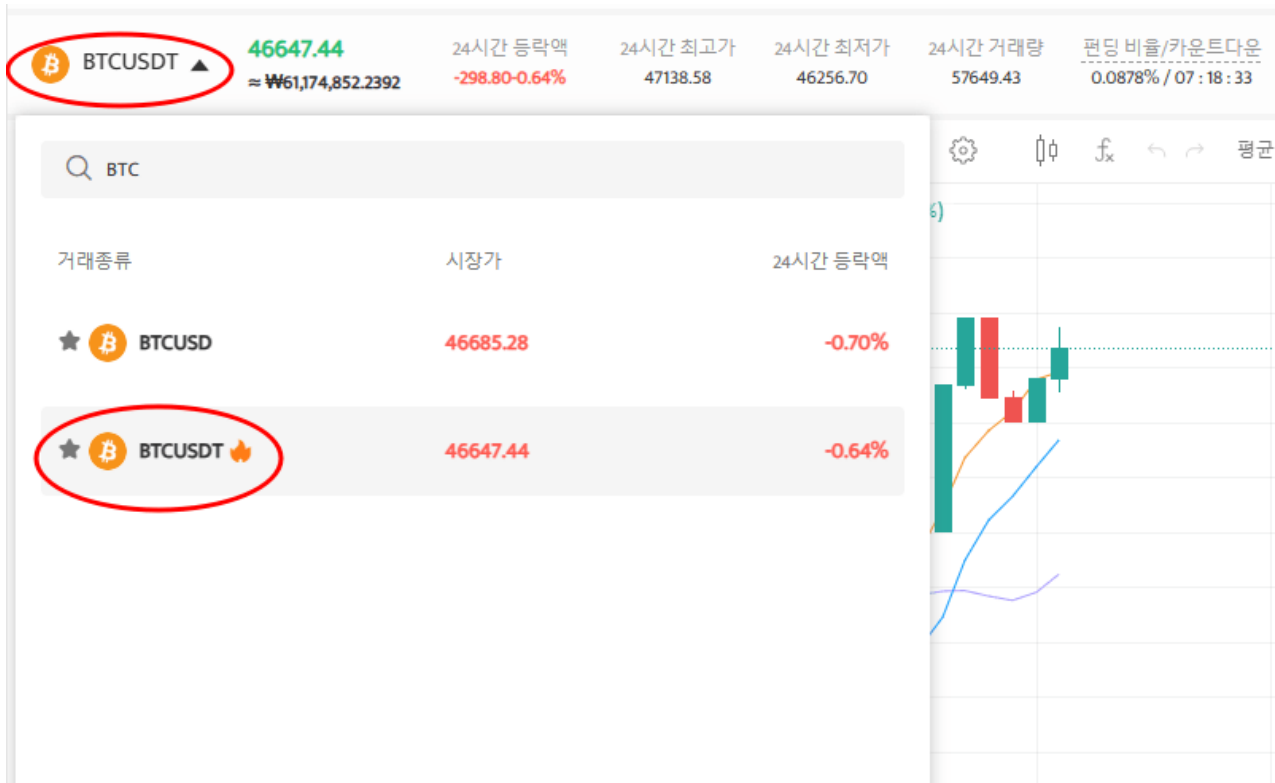 BTCUSDT ▲
46647.44
≈ ₩61,174,852.2392
24시간 등락액
-298.80-0.64%
24시간 최고가
47138.58
24시간 최저가
46256.70
24시간 거래량
57649.43
펀딩 비율/카운트다운
0.0878% / 07 : 18 : 33
BTC
fx
평균
%)
거래종류 시장가 24시간 등락액
BTCUSD 46685.28 -0.70%
BTCUSDT 46647.44 -0.64%